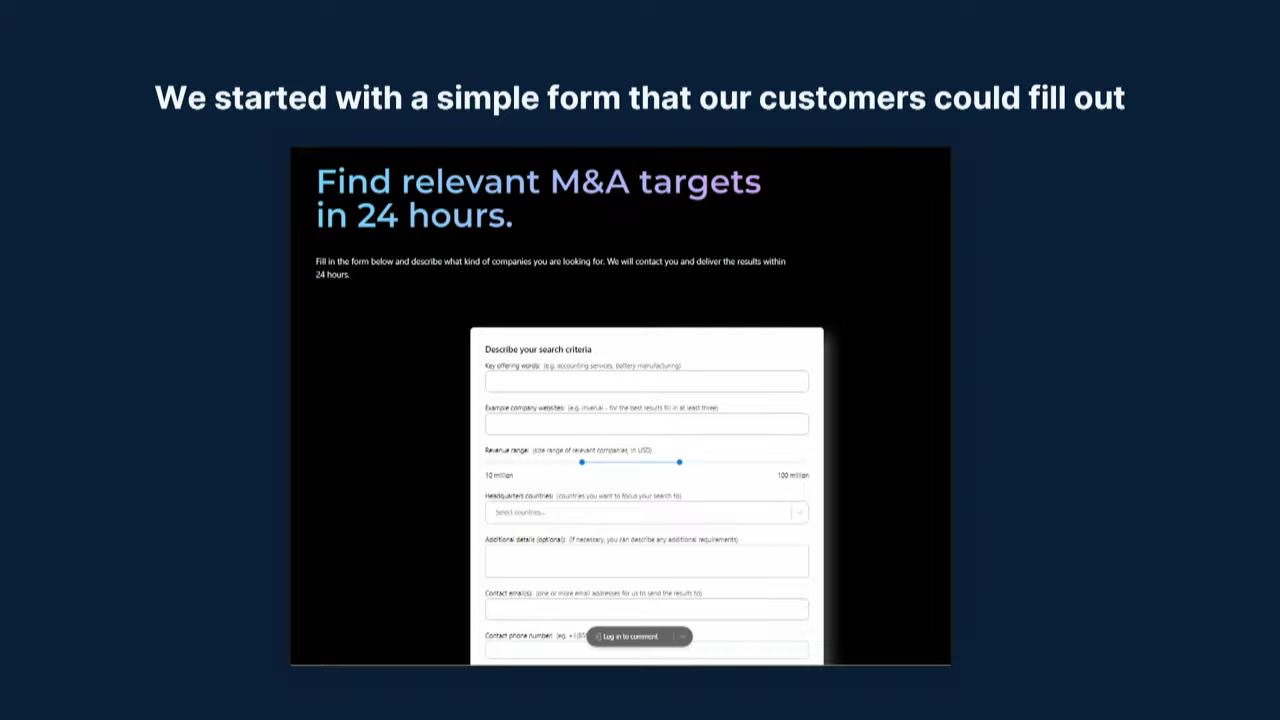 We started with a simple form that our customers could fill out
Find relevant M&A targets
in 24 hours.
Fill in the form below and describe what kind of companies you are looking for. We will contact you and deliver the results within
24 hours.
Describe your search criteria
Key offering words: (e.g. accounting services, battery manufacturing)
Example company websites: (e.g. inven.ai - for the best results fill in at least three)
Revenue range: (size range of relevant companies, in USD)
10 million 100 million
Headquarters countries: (countries you want to focus your search to)
Select countries...
Additional details (optional): (if necessary, you can describe any additional requirements)
Contact email(s): (one or more email addresses for us to send the results to)
Contact phone number: (eg.
Log in to comment